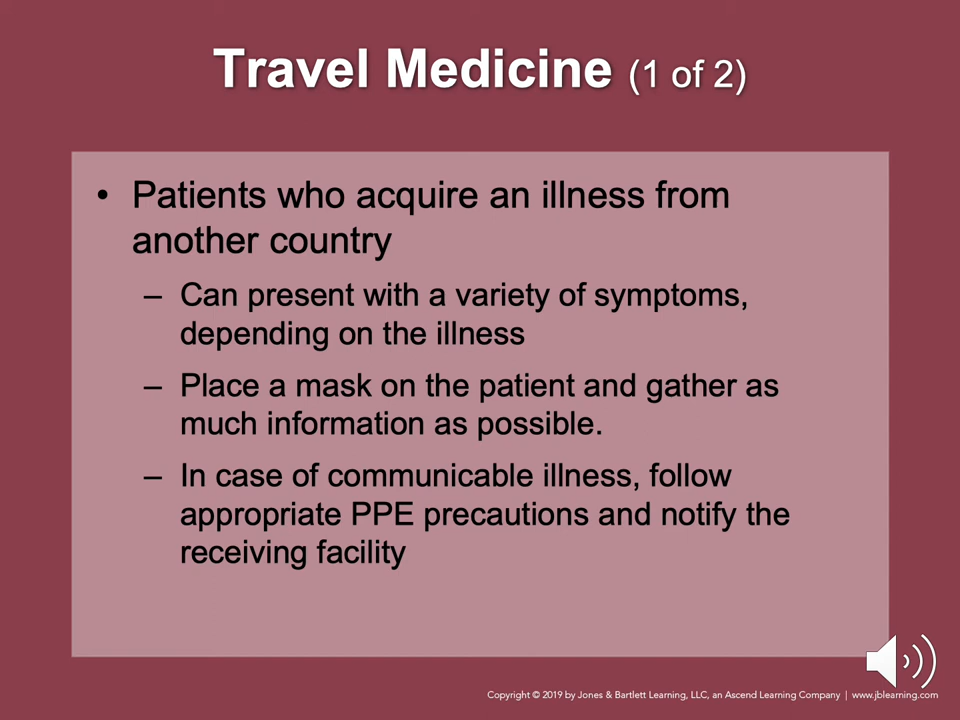 Travel Medicine (1 of 2)
• Patients who acquire an illness from
another country
– Can present with a variety of symptoms,
depending on the illness
– Place a mask on the patient and gather as
much information as possible.
– In case of communicable illness, follow
appropriate PPE precautions and notify the
receiving facility
Copyright © 2019 by Jones & Bartlett Learning, LLC, an Ascend Learning Company | www.jblearning.com